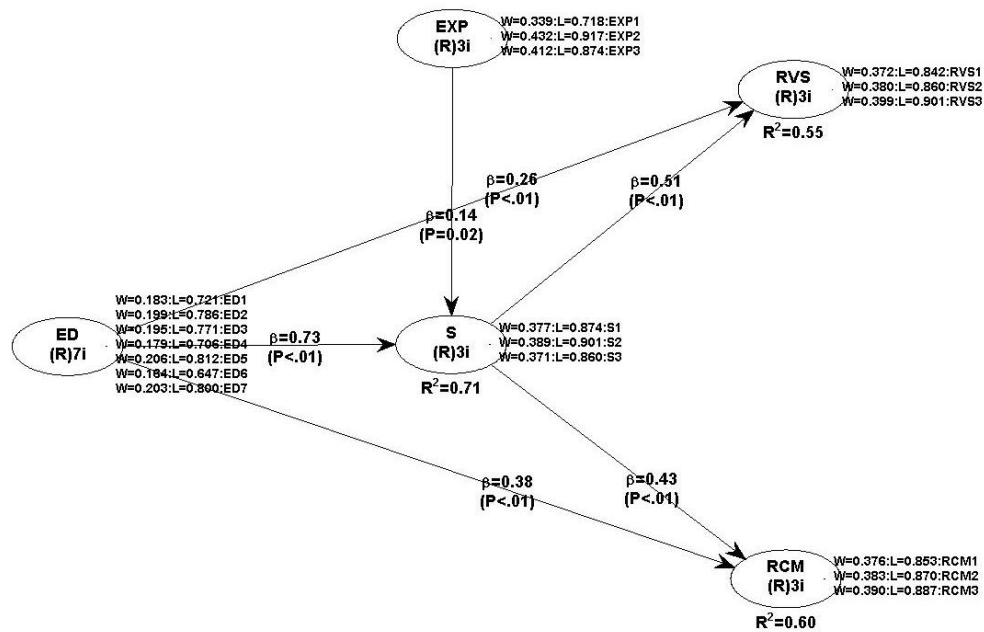 EXP
(R)3i
W=0.339:L=0.718:EXP1
W=0.432:L=0.917:EXP2
W=0.412:L=0.874:EXP3
RVS
(R)3i
W=0.372:L=0.842:RVS1
W=0.380:L=0.860:RVS2
W=0.399:L=0.901:RVS3
R²=0.55
β=0.26
(P<.01)
β=0.51
(P<.01)
β=0.14
(P=0.02)
ED
(R)7i
W=0.183:L=0.721:ED1
W=0.199:L=0.786:ED2
W=0.195:L=0.771:ED3
W=0.179:L=0.706:ED4
W=0.206:L=0.812:ED5
W=0.164:L=0.647:ED6
W=0.203:L=0.800:ED7
β=0.73
(P<.01)
S
(R)3i
W=0.377:L=0.874:S1
W=0.389:L=0.901:S2
W=0.371:L=0.860:S3
R²=0.71
β=0.38
(P<.01)
β=0.43
(P<.01)
RCM
(R)3i
W=0.376:L=0.853:RCM1
W=0.383:L=0.870:RCM2
W=0.390:L=0.887:RCM3
R²=0.60